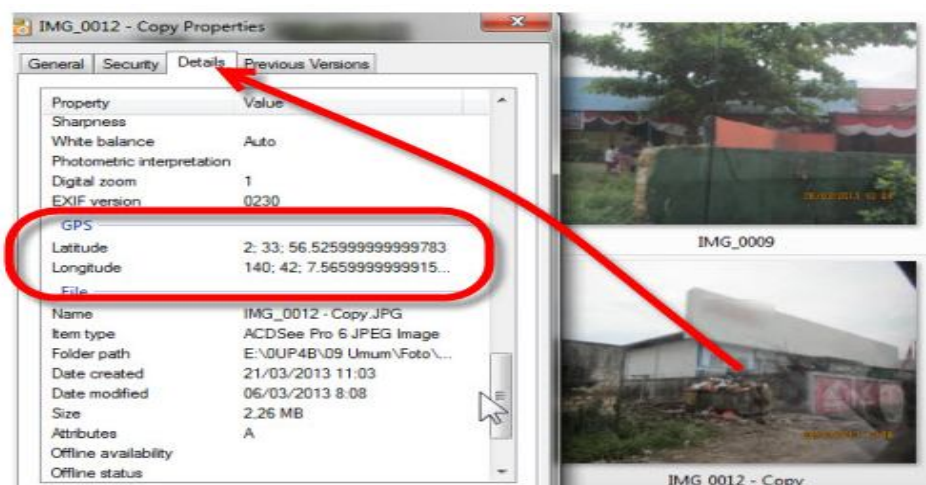 IMG_0012 - Copy Properties
General Security Details Previous Versions
Property Value
Sharpness
White balance Auto
Photometric interpretation
Digital zoom 1
EXIF version 0230
GPS
Latitude 2; 33; 56.525999999999783
Longitude 140; 42; 7.5659999999915...
File
Name IMG_0012 - Copy.JPG
Item type ACDSee Pro 6 JPEG Image
Folder path E:\0UP4B\09 Umum\Foto\...
Date created 21/03/2013 11:03
Date modified 06/03/2013 8:08
Size 2,26 MB
Attributes A
Offline availability
Offline status
IMG_0009
IMG_0012 - Copy